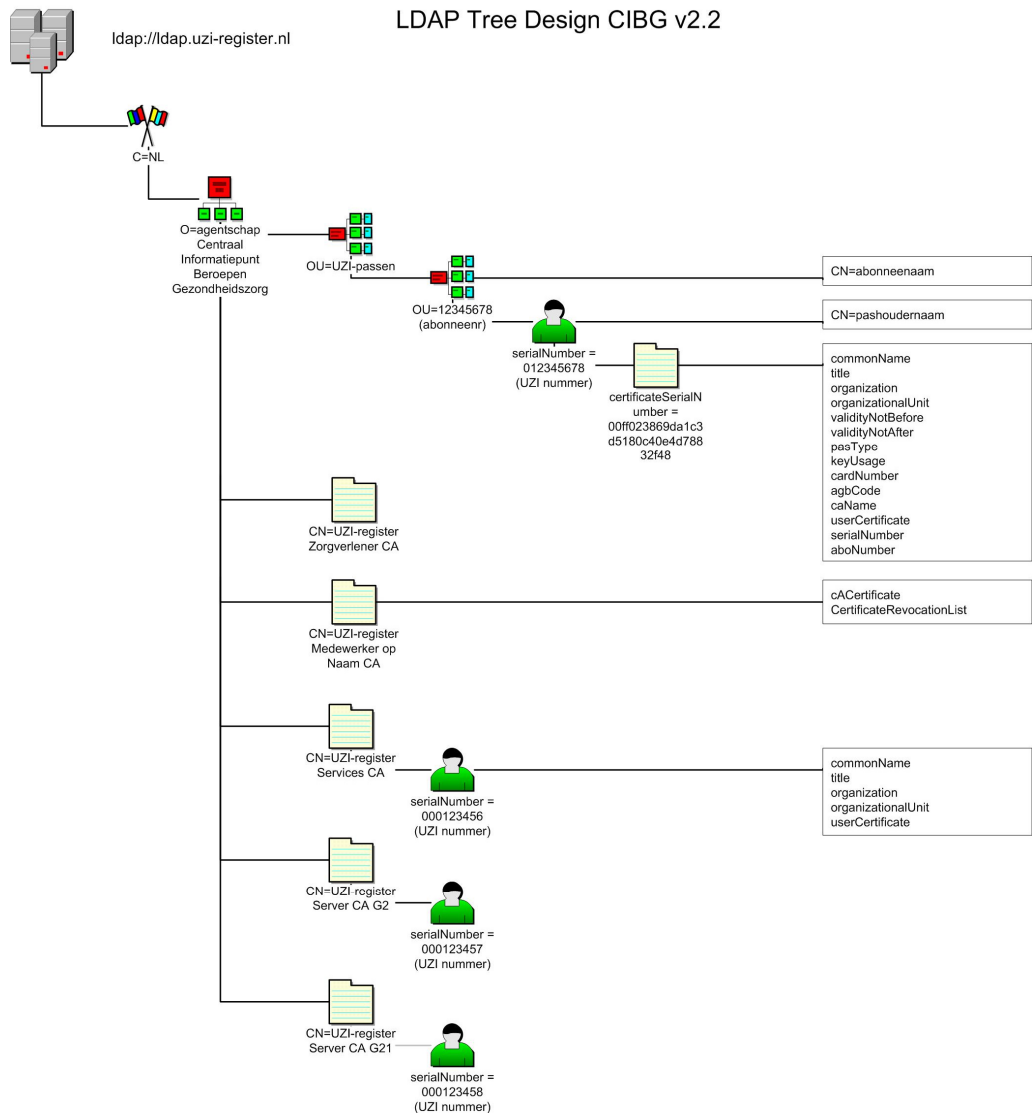 LDAP Tree Design CIBG v2.2
ldap://ldap.uzi-register.nl
C=NL
O=agentschap
Centraal
Informatiepunt
Beroepen
Gezondheidszorg
OU=UZI-passen
OU=12345678
(abonneenr)
CN=abonneenaam
CN=pashoudernaam
serialNumber =
012345678
(UZI nummer)
certificateSerialN
umber =
00ff023869da1c3
d5180c40e4d788
32f48
commonName
title
organization
organizationalUnit
validityNotBefore
validityNotAfter
pasType
keyUsage
cardNumber
agbCode
caName
userCertificate
serialNumber
aboNumber
CN=UZI-register
Zorgverlener CA
CN=UZI-register
Medewerker op
Naam CA
cACertificate
CertificateRevocationList
CN=UZI-register
Services CA
serialNumber =
000123456
(UZI nummer)
commonName
title
organization
organizationalUnit
userCertificate
CN=UZI-register
Server CA G2
serialNumber =
000123457
(UZI nummer)
CN=UZI-register
Server CA G21
serialNumber =
000123458
(UZI nummer)